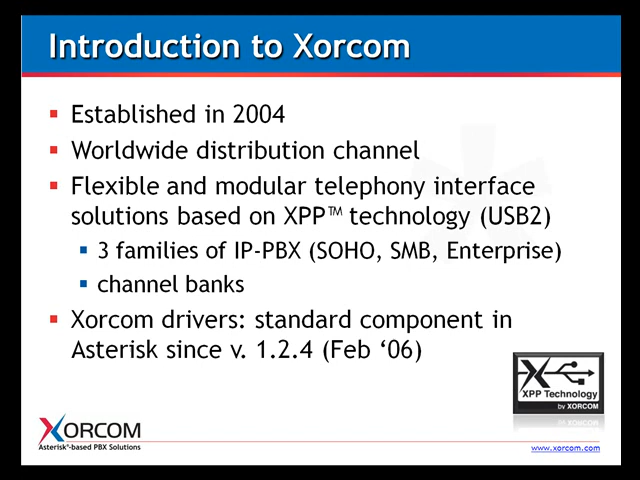 Introduction to Xorcom
Established in 2004
Worldwide distribution channel
Flexible and modular telephony interface
solutions based on XPP™ technology (USB2)
3 families of IP-PBX (SOHO, SMB, Enterprise)
channel banks
Xorcom drivers: standard component in
Asterisk since v. 1.2.4 (Feb ‘06)
X
XPP Technology
by XORCOM
XORCOM
Asterisk®-based PBX Solutions
www.xorcom.com